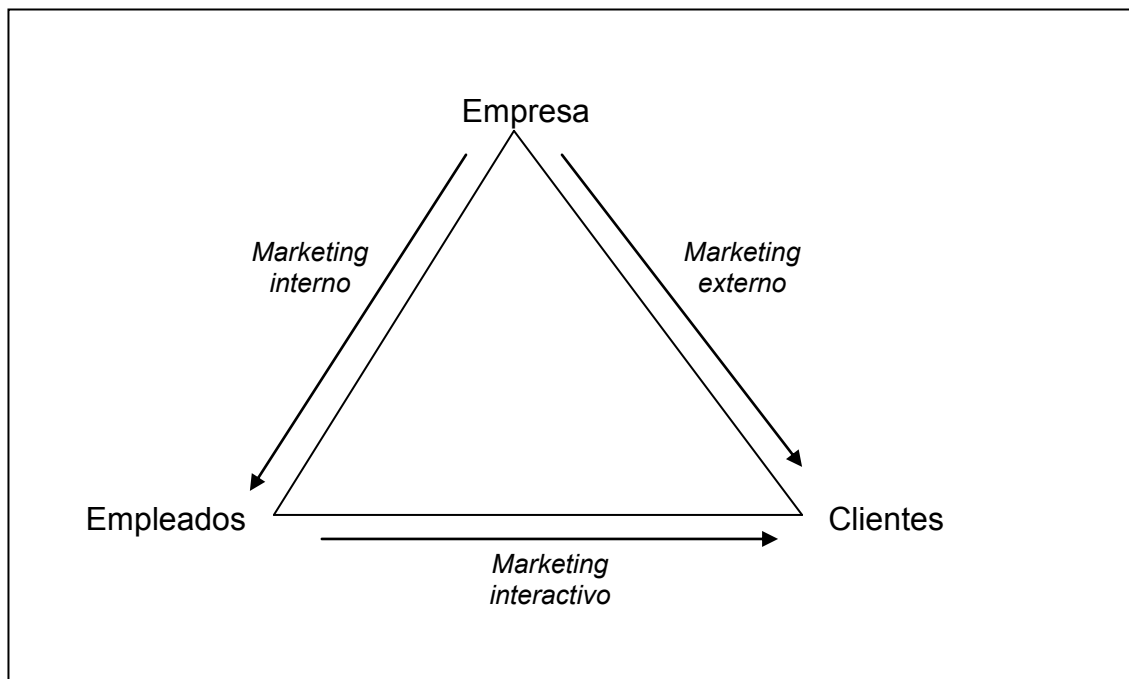 Empresa
Marketing
interno
Marketing
externo
Empleados
Clientes
Marketing
interactivo